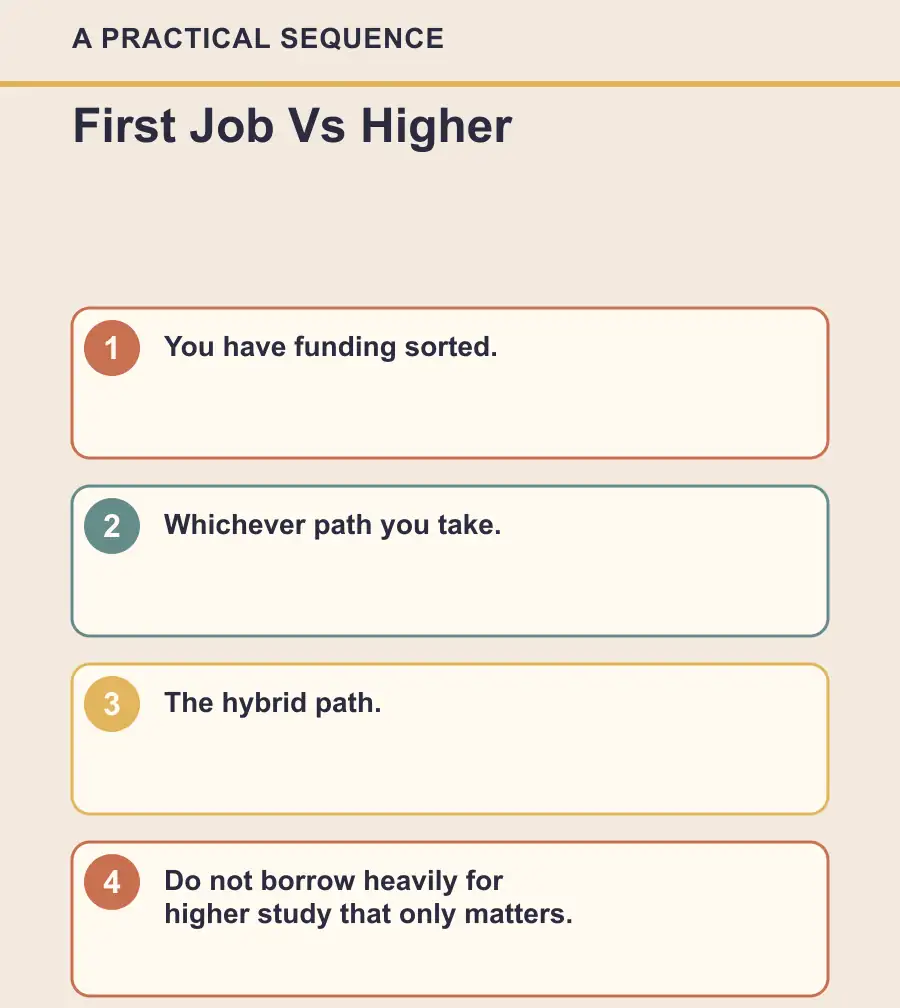 A PRACTICAL SEQUENCE
First Job Vs Higher
1
You have funding sorted.
2
Whichever path you take.
3
The hybrid path.
4
Do not borrow heavily for
higher study that only matters.